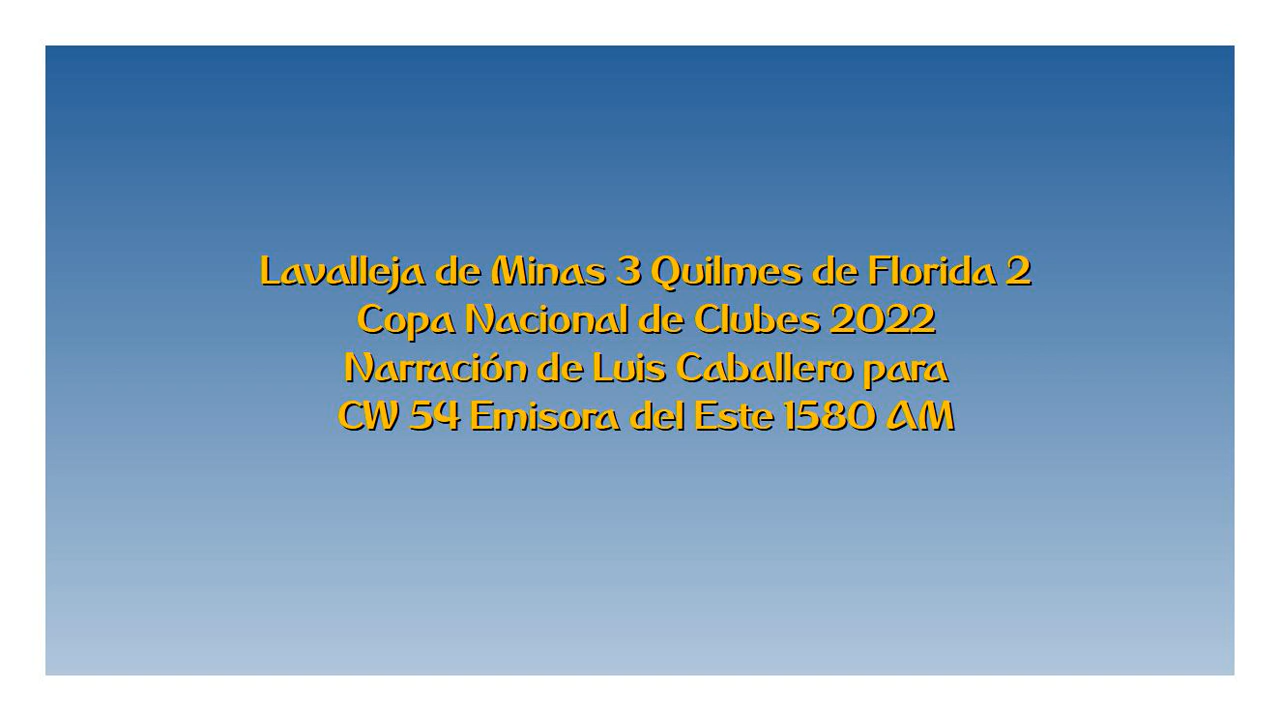 Lavalleja de Minas 3 Quilmes de Florida 2
Copa Nacional de Clubes 2022
Narración de Luis Caballero para
CW 54 Emisora del Este 1580 AM